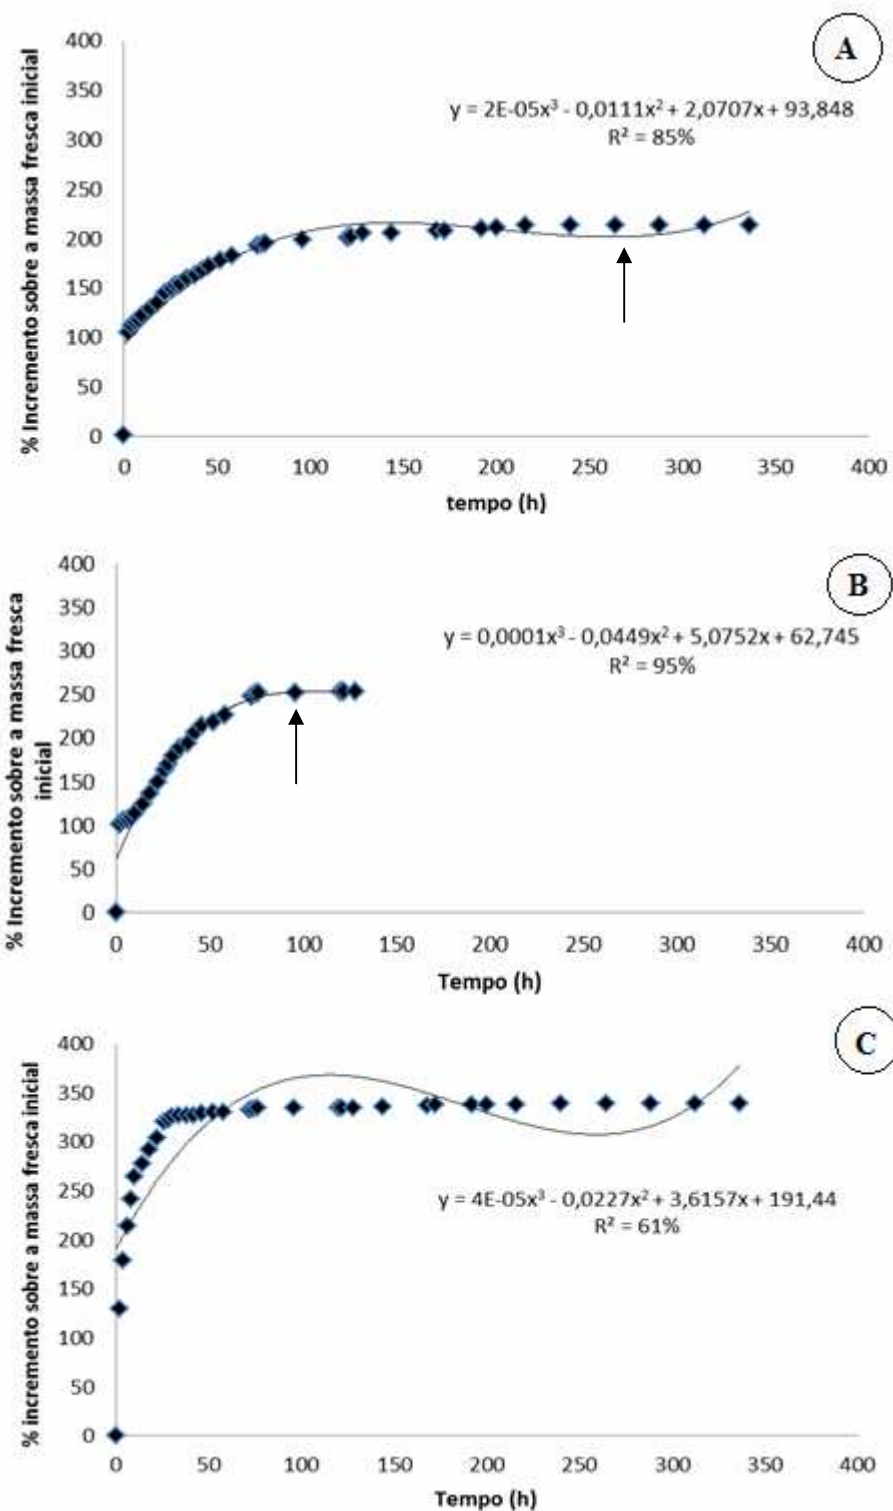 A
% Incremento sobre a massa fresca inicial
400
350
300
250
200
150
100
50
0
y = 2E-05x³ - 0,0111x² + 2,0707x + 93,848
R² = 85%
0 50 100 150 200 250 300 350 400
tempo (h)
B
% Incremento sobre a massa fresca
inicial
400
350
300
250
200
150
100
50
0
y = 0,0001x³ - 0,0449x² + 5,0752x + 62,745
R² = 95%
0 50 100 150 200 250 300 350 400
Tempo (h)
C
% incremento sobre a massa fresca inicial
400
350
300
250
200
150
100
50
0
y = 4E-05x³ - 0,0227x² + 3,6157x + 191,44
R² = 61%
0 50 100 150 200 250 300 350 400
Tempo (h)